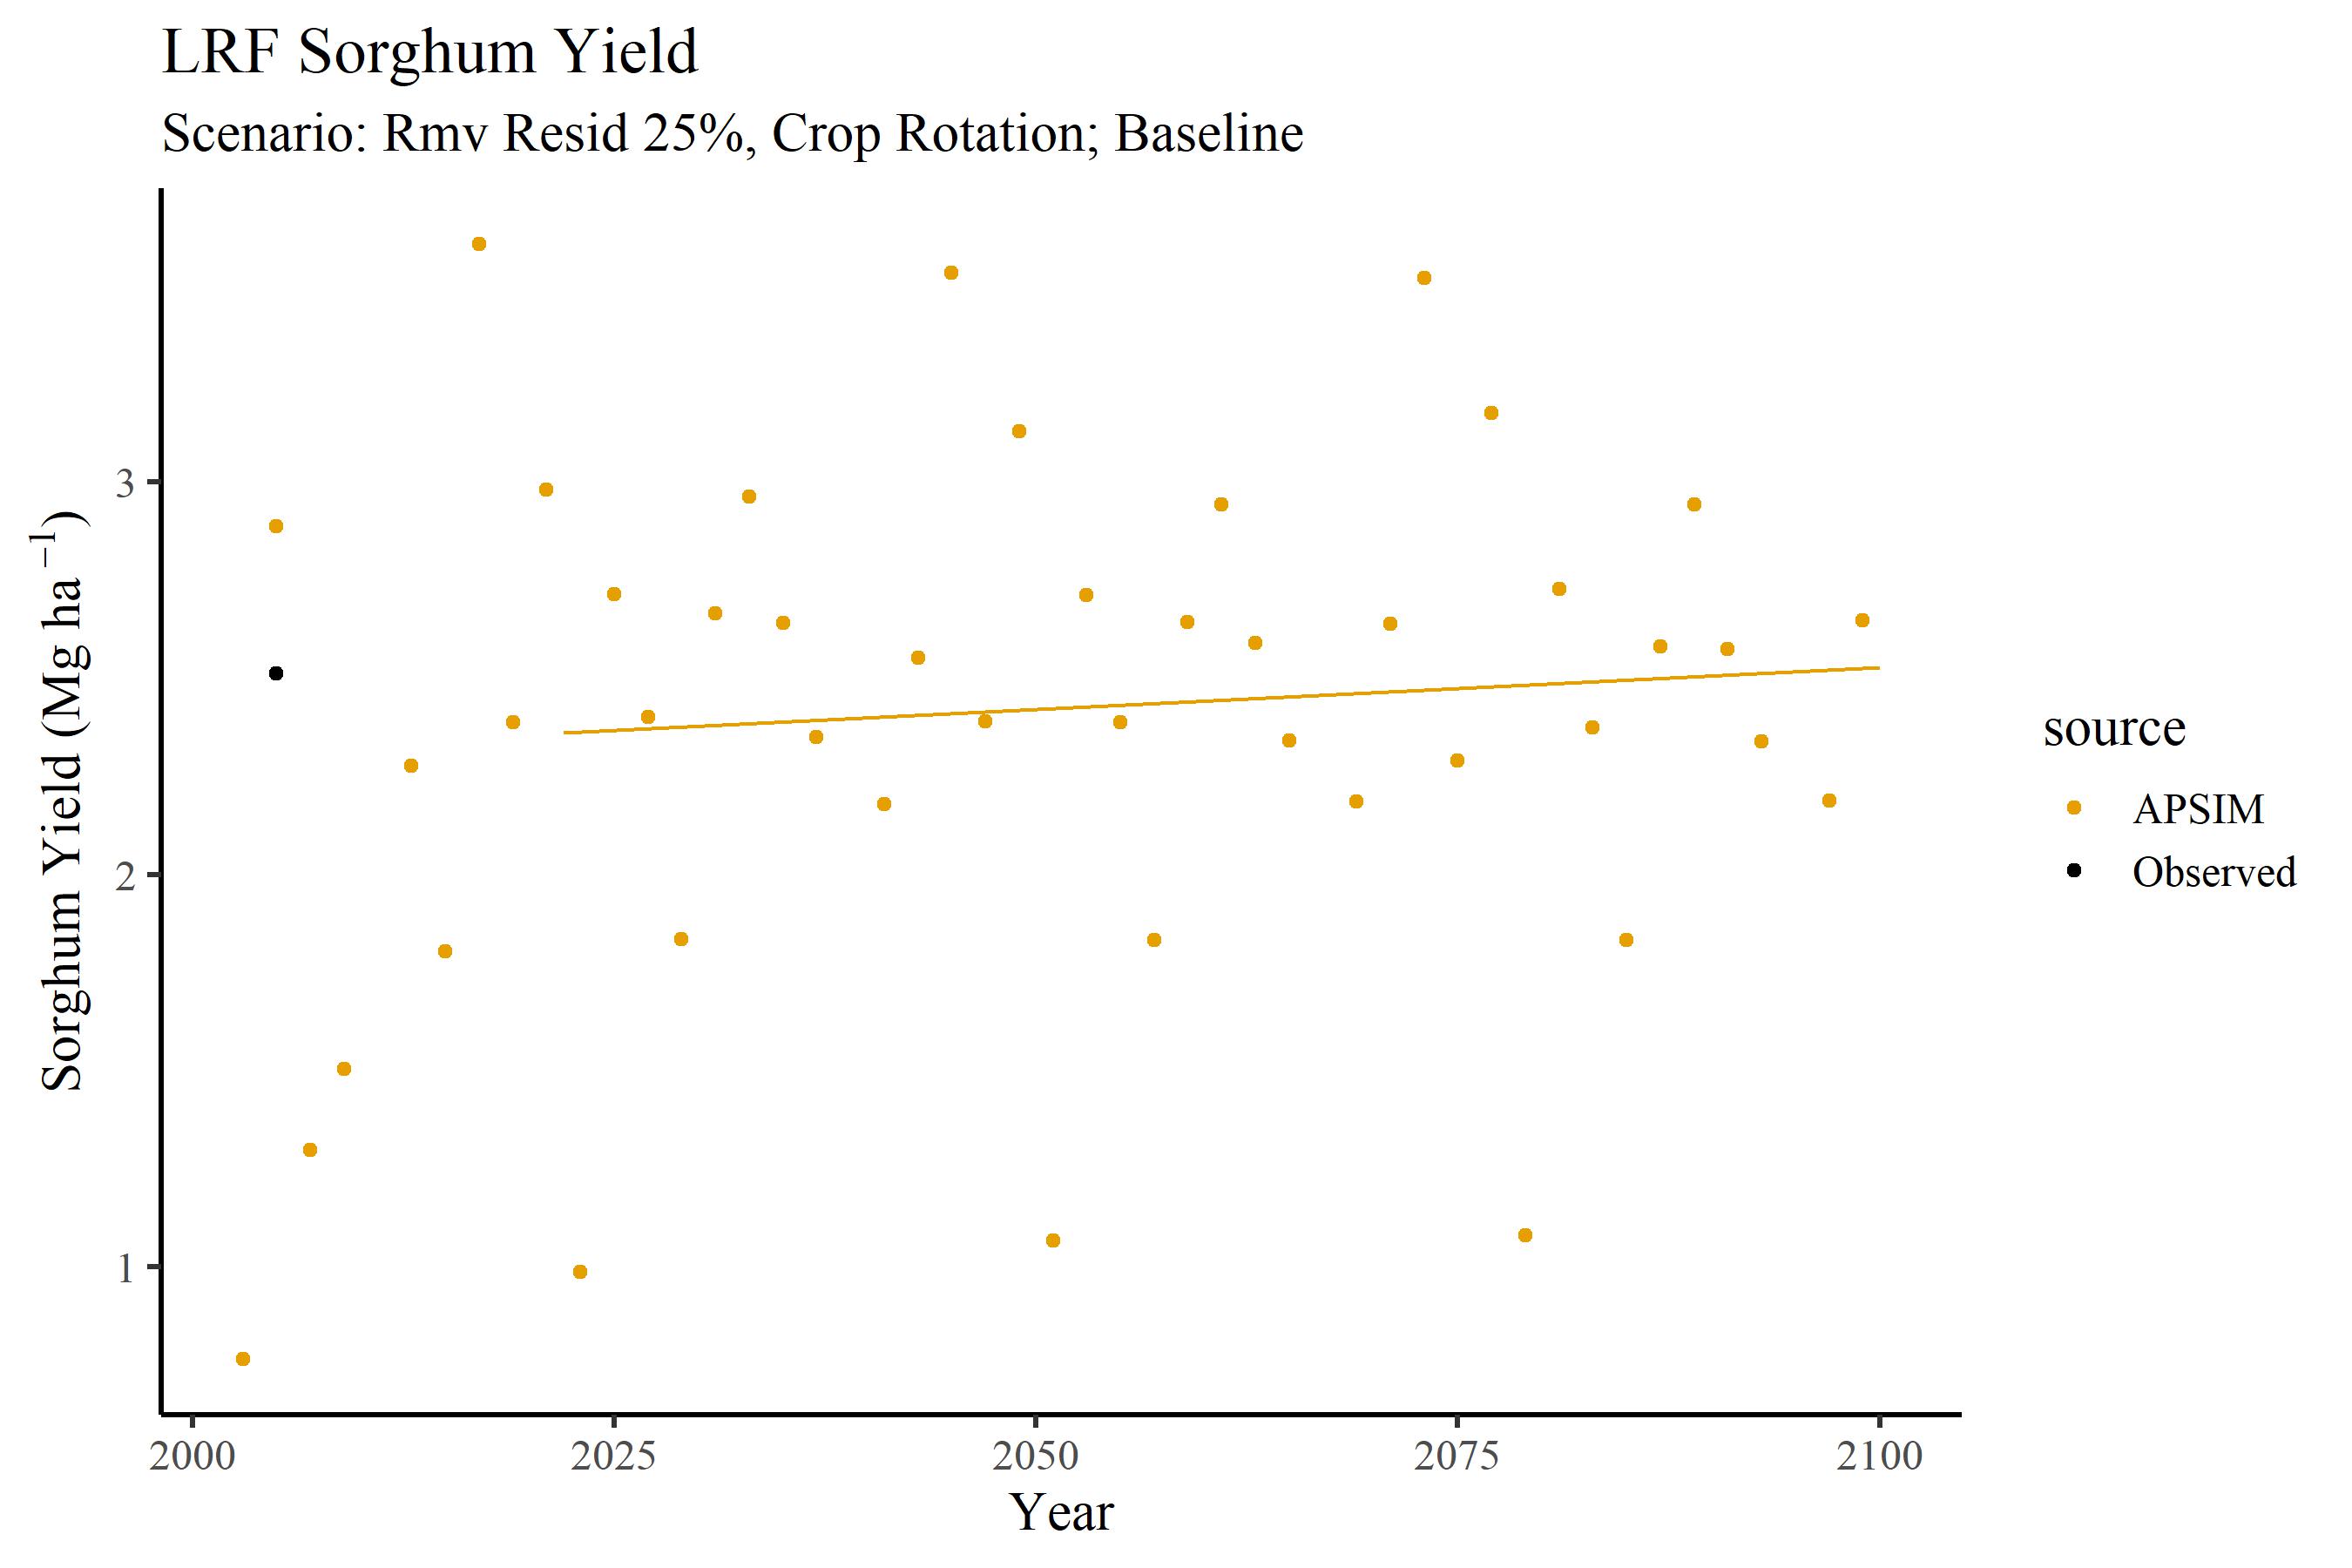 LRF Sorghum Yield
Scenario: Rmv Resid 25%, Crop Rotation; Baseline
Sorghum Yield (Mg ha⁻¹)
3
2
1
2000
2025
2050
2075
2100
Year
source
APSIM
Observed